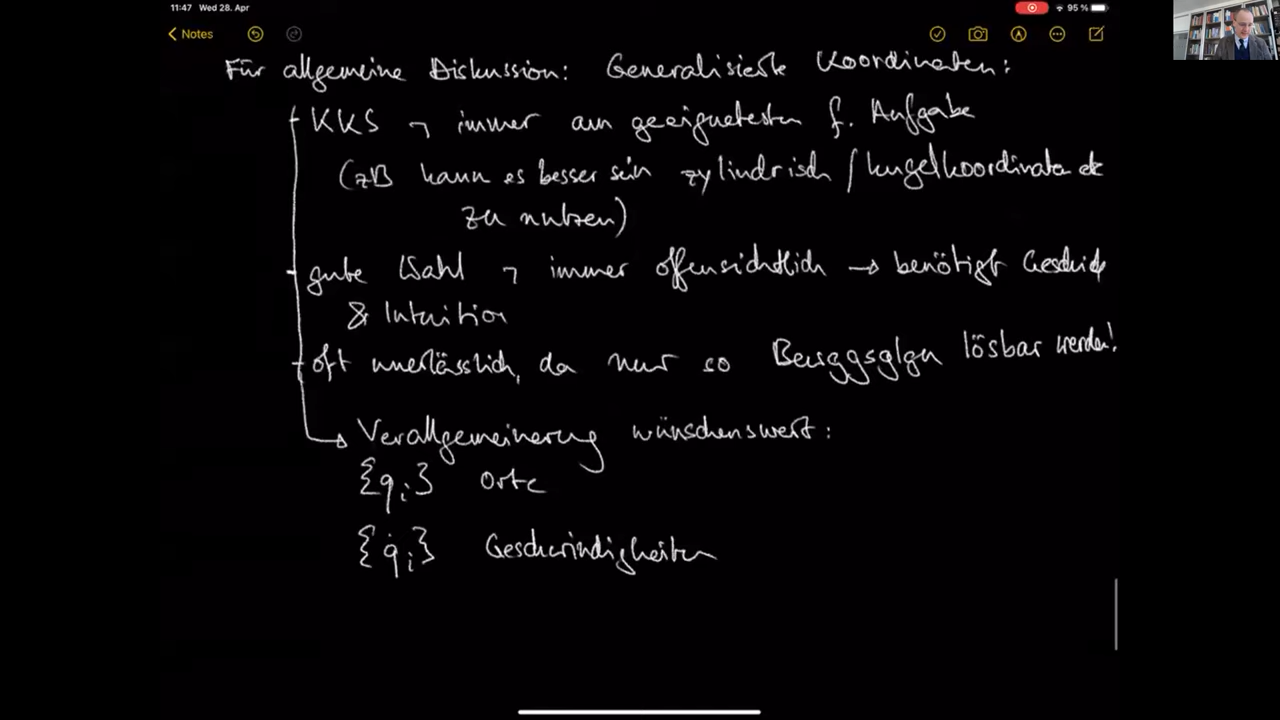 11:47 Wed 28. Apr
95 %
Notes
Für allgemeine Diskussion: Generalisierte Koordinaten:
KKS ¬ immer am geeignetesten f. Aufgabe
(zB kann es besser sein zylindrisch / kugelkoordinaten etc
zu nutzen)
gute Wahl ¬ immer offensichtlich → benötigt Geschick
& Intuition
oft unerlässlich, da nur so Bewggsglgn lösbar werden!
Verallgemeinerung wünschenswert:
{qi} Orte
{q̇i} Geschwindigkeiten